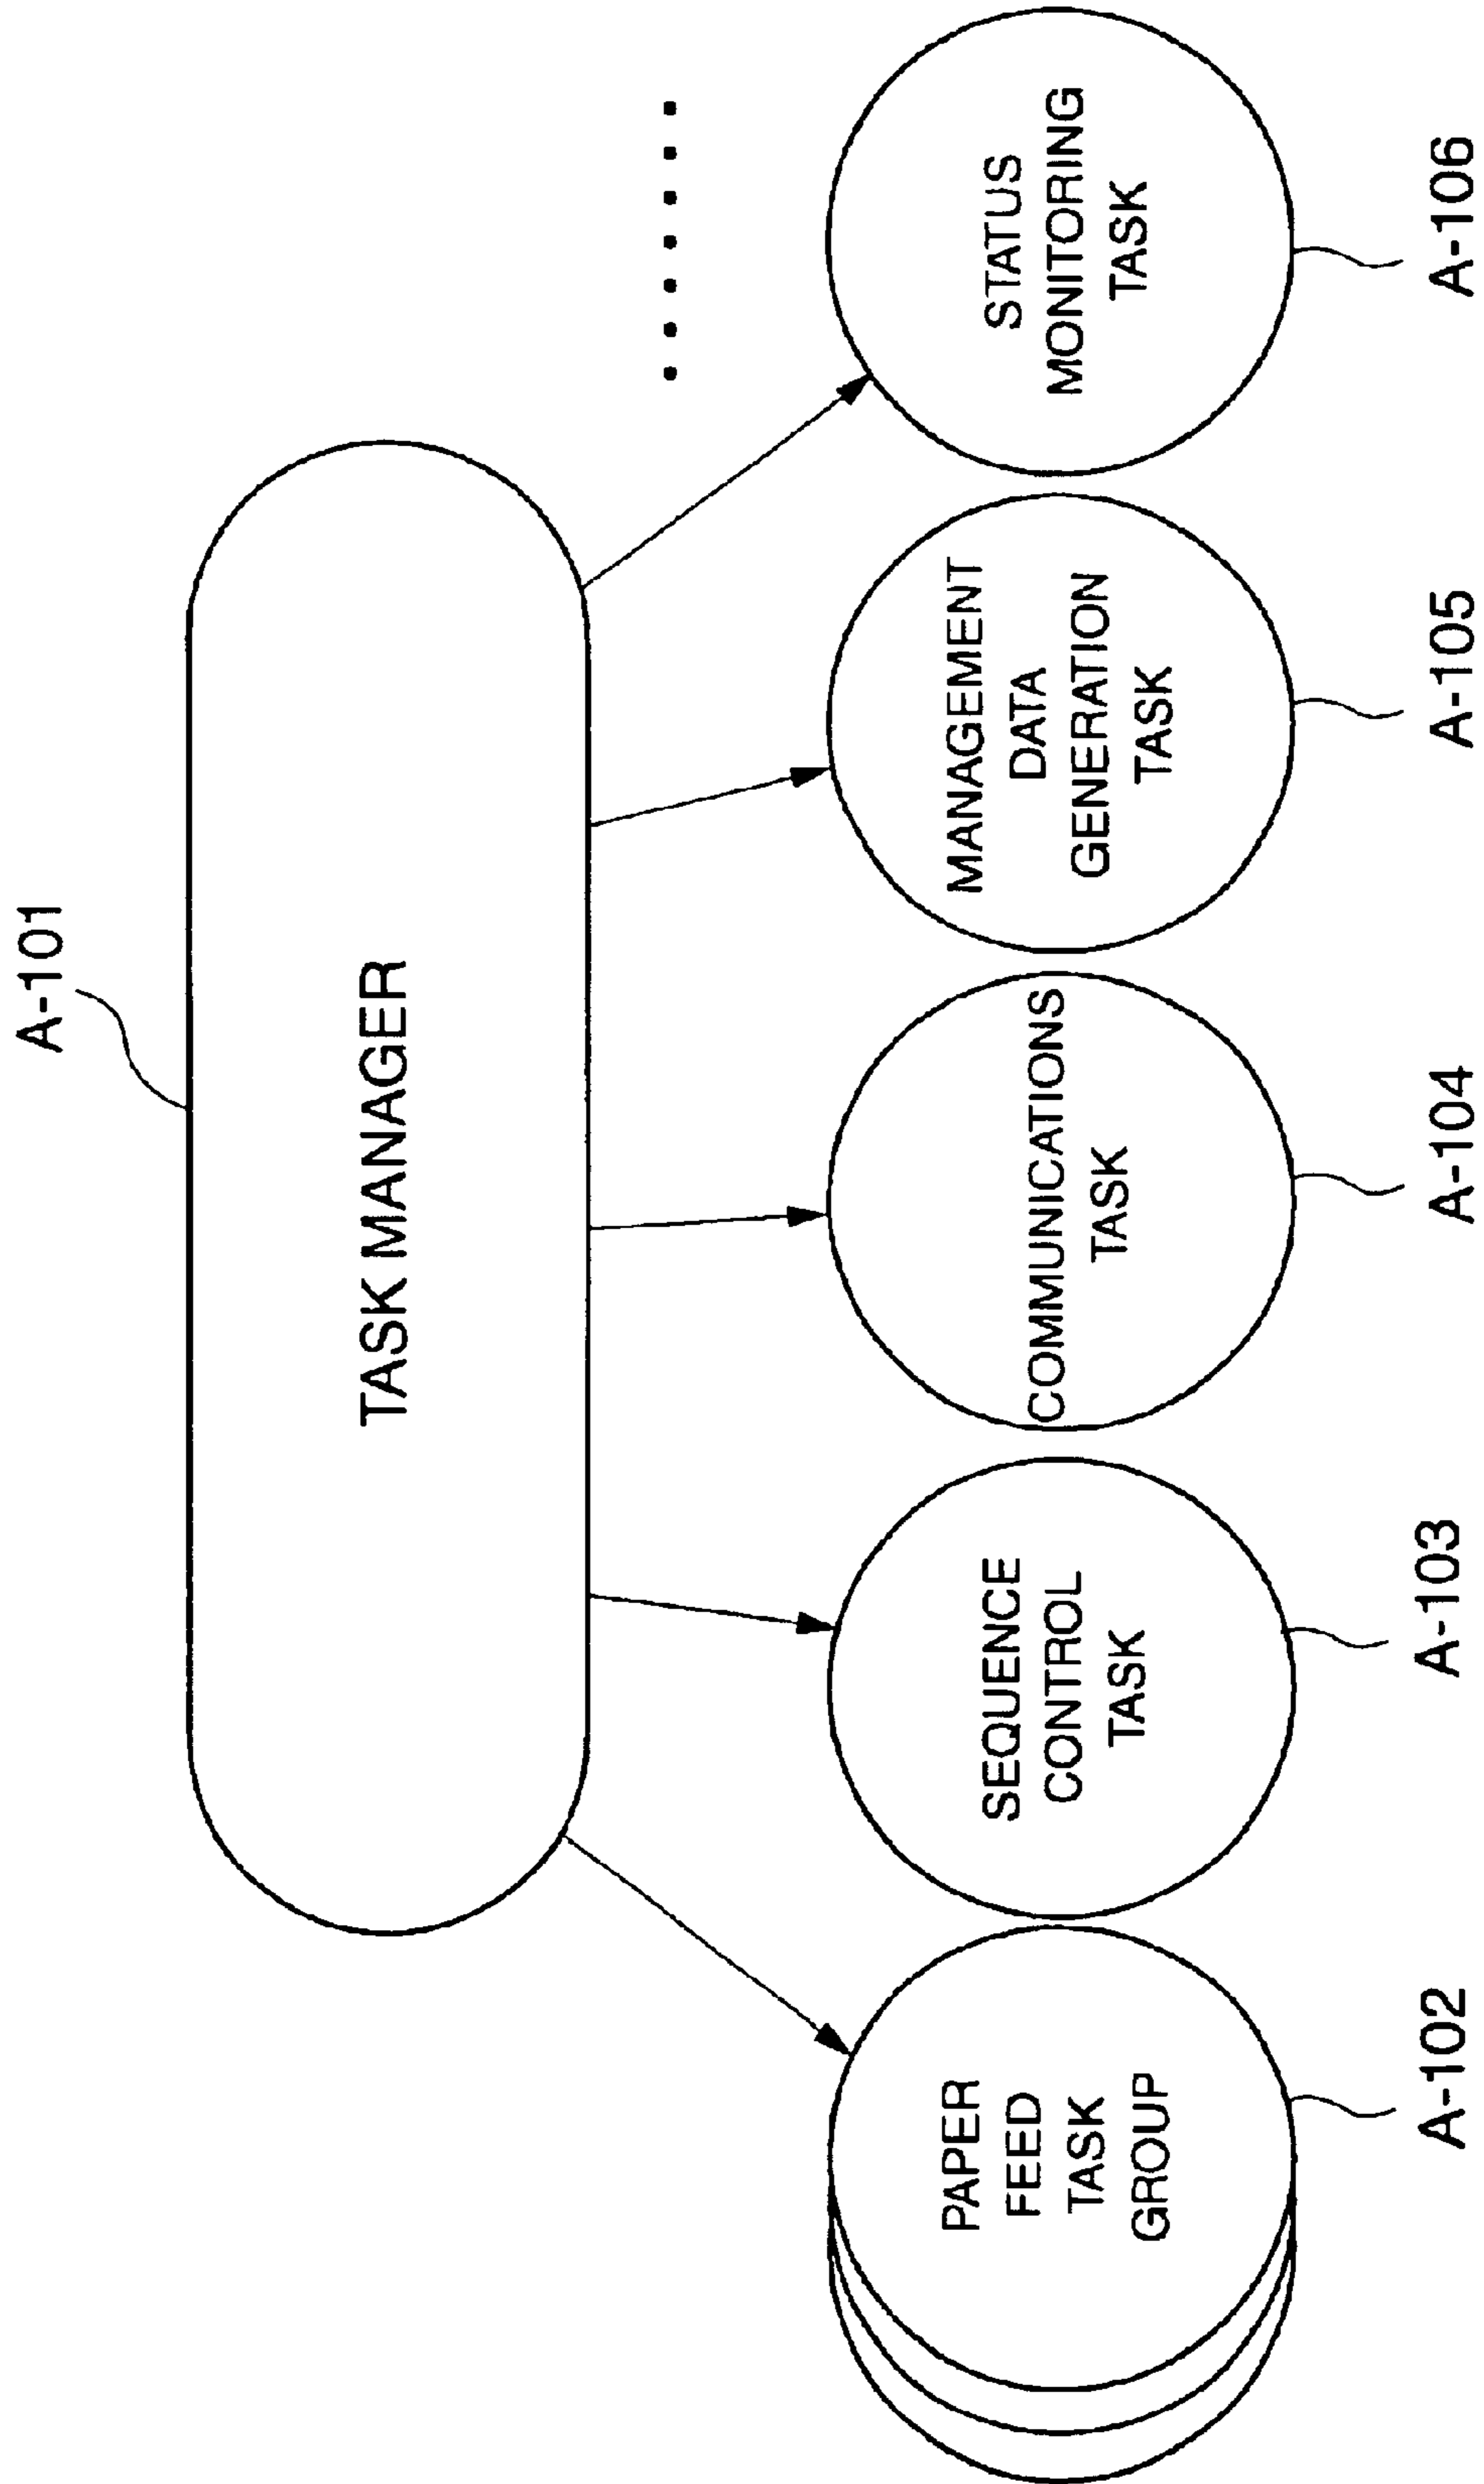 A-101
TASK MANAGER
PAPER
FEED
TASK
GROUP
SEQUENCE
CONTROL
TASK
COMMUNICATIONS
TASK
MANAGEMENT
DATA
GENERATION
TASK
STATUS
MONITORING
TASK
A-102
A-103
A-104
A-105
A-106